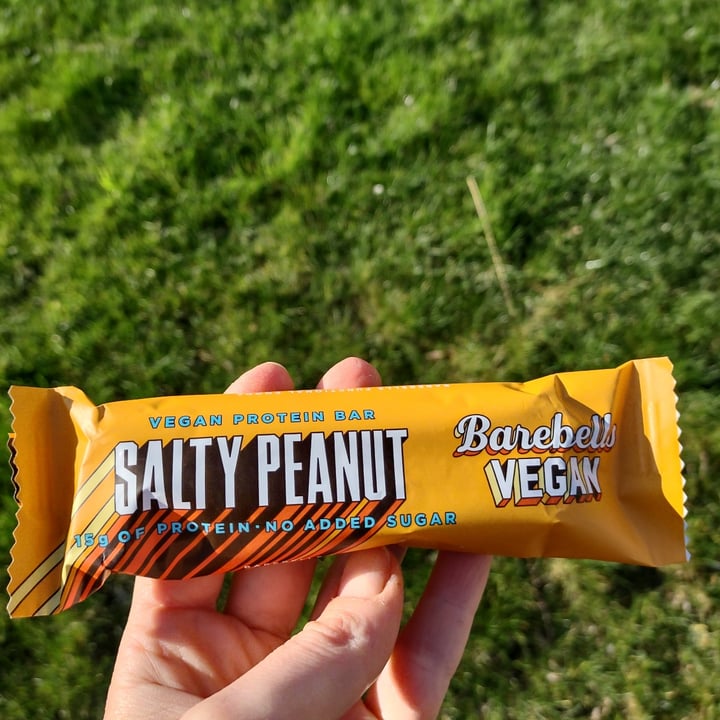 VEGAN PROTEIN BAR
SALTY PEANUT
15g OF PROTEIN · NO ADDED SUGAR
Barebells
VEGAN